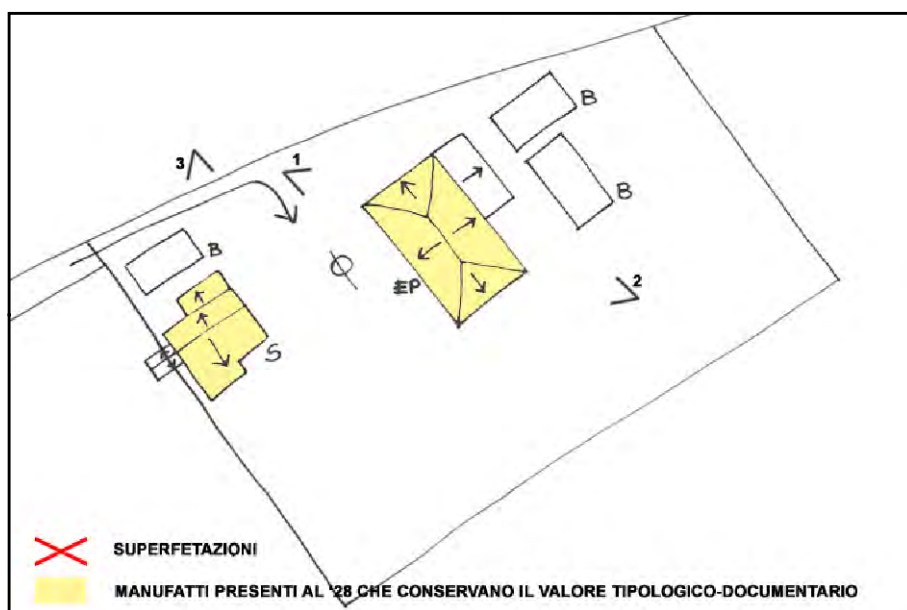 B
3
1
B
B
EP
2
B
S
SUPERFETAZIONI
MANUFATTI PRESENTI AL '28 CHE CONSERVANO IL VALORE TIPOLOGICO-DOCUMENTARIO